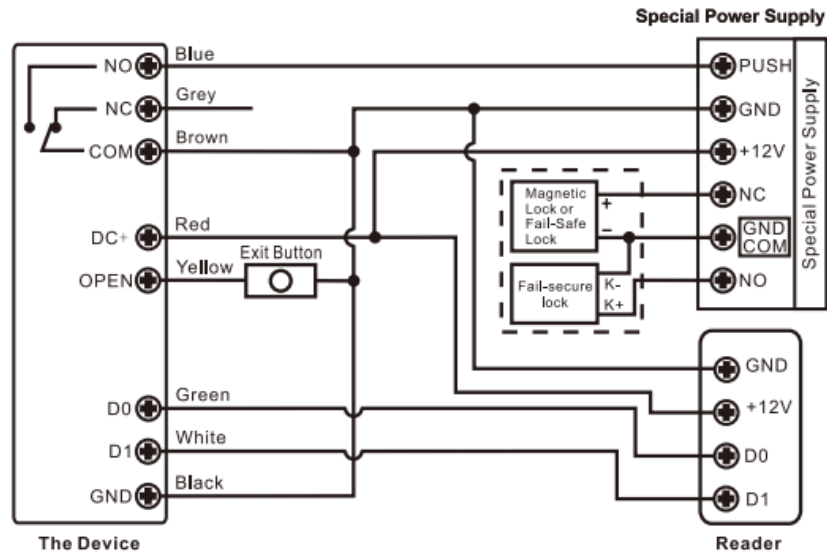 Special Power Supply
NO
Blue
PUSH
NC
Grey
GND
COM
Brown
+12V
Magnetic
Lock or
Fail-Safe
Lock
+
−
NC
DC+
Red
GND
COM
Exit Button
OPEN
Yellow
Fail-secure
lock
K-
K+
NO
Special Power Supply
GND
D0
Green
+12V
D1
White
D0
GND
Black
D1
The Device
Reader